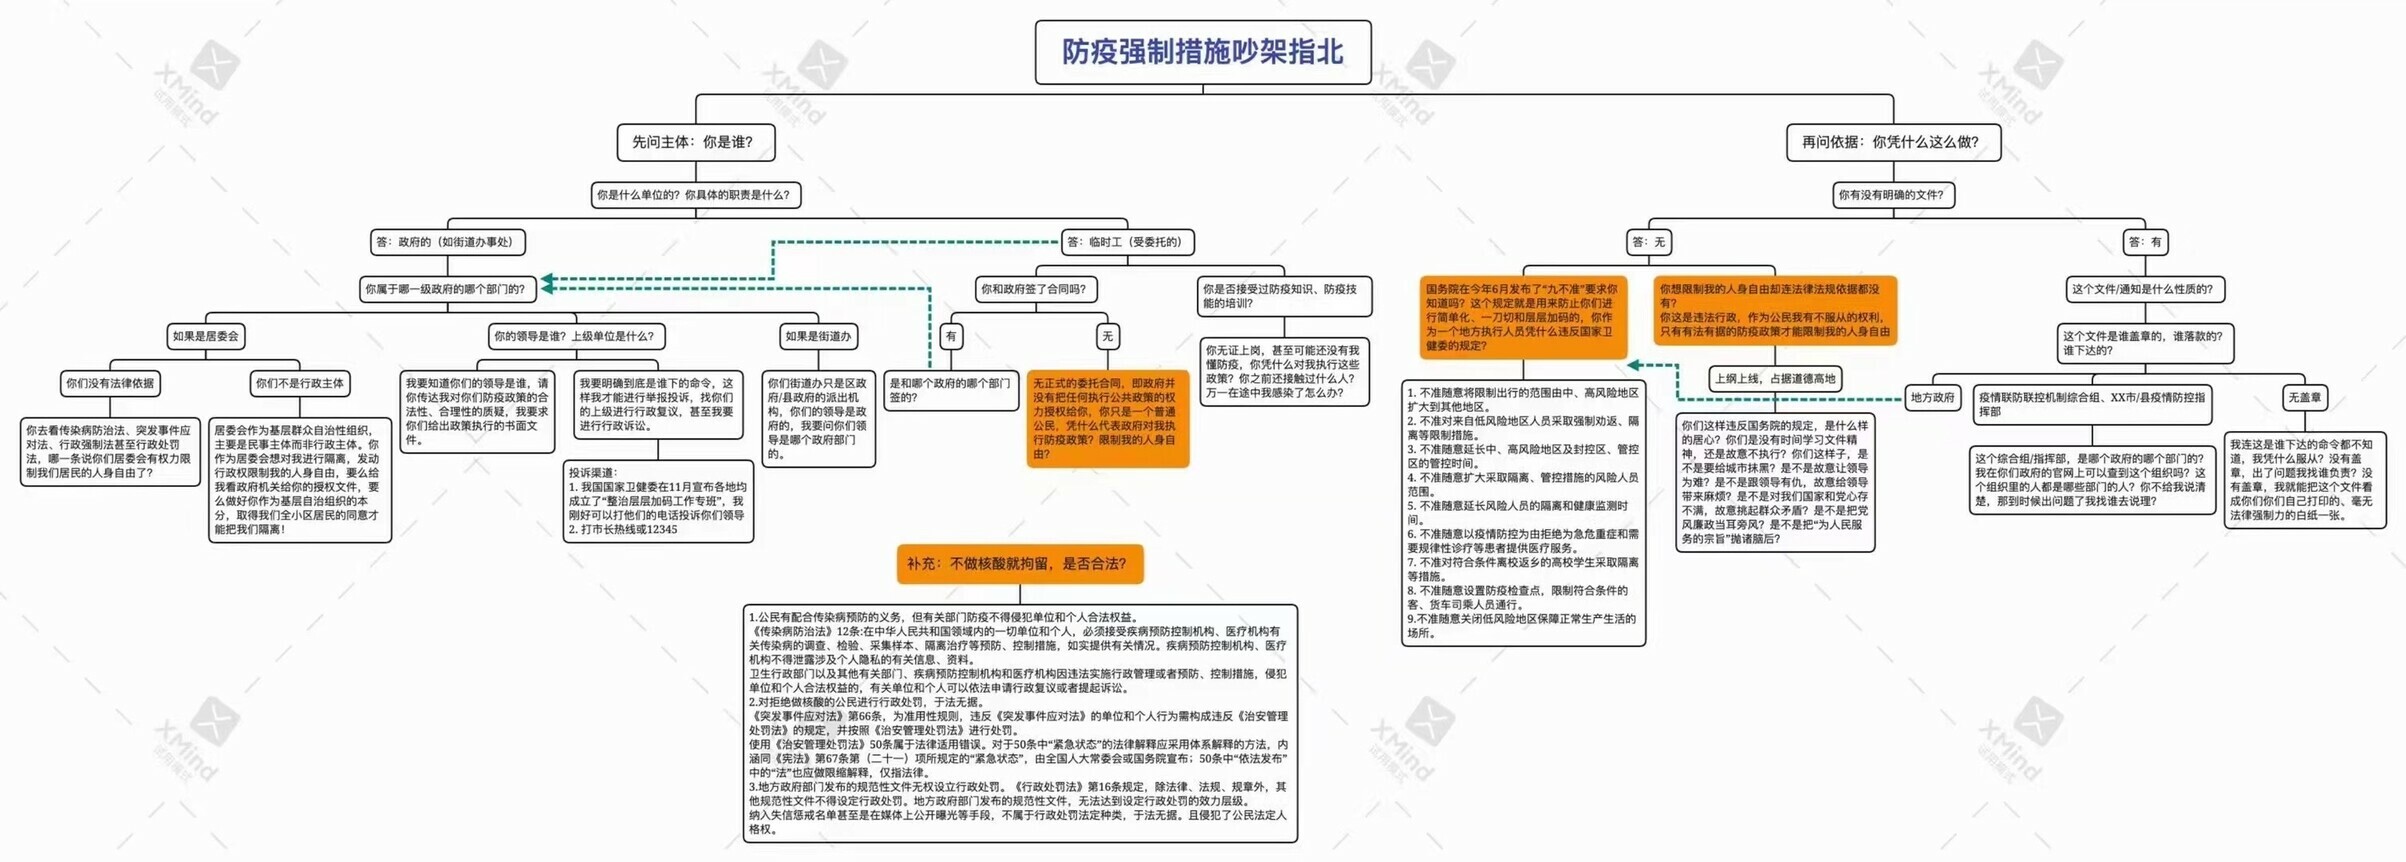 防疫强制措施吵架指北
先问主体：你是谁？
你是什么单位的？你具体的职责是什么？
答：政府的（如街道办事处）
你属于哪一级政府的哪个部门的？
如果是居委会
你们没有法律依据
你去看传染病防治法、突发事件应
对法、行政强制法甚至行政处罚
法，哪一条说你们居委会有权力限
制我们居民的人身自由了？
你们不是行政主体
居委会作为基层群众自治性组织，
主要是民事主体而非行政主体。你
作为居委会想对我进行隔离，发动
行政权限制我的人身自由，要么给
我看政府机关给你的授权文件，要
么做好你作为基层自治组织的本
分，取得我们全小区居民的同意才
能把我们隔离！
你的领导是谁？上级单位是什么？
我要知道你们的领导是谁，请
你传达我对你们防疫政策的合
法性、合理性的质疑，我要求
你们给出政策执行的书面文
件。
我要明确到底是谁下的命令，这
样我才能进行举报投诉，找你们
的上级进行行政复议，甚至我要
进行行政诉讼。
投诉渠道：
1. 我国国家卫健委在11月宣布各地均
成立了“整治层层加码工作专班”，我
刚好可以打他们的电话投诉你们领导
2. 打市长热线或12345
如果是街道办
你们街道办只是区政
府/县政府的派出机
构，你们的领导是政
府的，我要问你们领
导是哪个政府部门
的。
答：临时工（受委托的）
你和政府签了合同吗？
有
是和哪个政府的哪个部门
签的？
无
无正式的委托合同，即政府并
没有把任何执行公共政策的权
力授权给你，你只是一个普通
公民，凭什么代表政府对我执
行防疫政策？限制我的人身自
由？
你是否接受过防疫知识、防疫技
能的培训？
你无证上岗，甚至可能还没有我
懂防疫，你凭什么对我执行这些
政策？你之前还接触过什么人？
万一在途中我感染了怎么办？
再问依据：你凭什么这么做？
你有没有明确的文件？
答：无
国务院在今年6月发布了“九不准”要求你
知道吗？这个规定就是用来防止你们进
行简单化、一刀切和层层加码的，你作
为一个地方执行人员凭什么违反国家卫
健委的规定？
1. 不准随意将限制出行的范围由中、高风险地区
扩大到其他地区。
2. 不准对来自低风险地区人员采取强制劝返、隔
离等限制措施。
3. 不准随意延长中、高风险地区及封控区、管控
区的管控时间。
4. 不准随意扩大采取隔离、管控措施的风险人员
范围。
5. 不准随意延长风险人员的隔离和健康监测时
间。
6. 不准随意以疫情防控为由拒绝为急危重症和需
要规律性诊疗等患者提供医疗服务。
7. 不准对符合条件离校返乡的高校学生采取隔离
等措施。
8. 不准随意设置防疫检查点，限制符合条件的
客、货车司乘人员通行。
9.不准随意关闭低风险地区保障正常生产生活的
场所。
你想限制我的人身自由却连法律法规依据都没
有？
你这是违法行政，作为公民我有不服从的权利，
只有有法有据的防疫政策才能限制我的人身自由
上纲上线，占据道德高地
你们这样违反国务院的规定，是什么样
的居心？你们是没有时间学习文件精
神，还是故意不执行？你们这样子，是
不是要给城市抹黑？是不是故意让领导
为难？是不是跟领导有仇，故意给领导
带来麻烦？是不是对我们国家和党心存
不满，故意挑起群众矛盾？是不是把党
风廉政当耳旁风？是不是把“为人民服
务的宗旨”抛诸脑后？
答：有
这个文件/通知是什么性质的？
这个文件是谁盖章的，谁落款的？
谁下达的？
地方政府
疫情联防联控机制综合组、XX市/县疫情防控指
挥部
这个综合组/指挥部，是哪个政府的哪个部门的？
我在你们政府的官网上可以查到这个组织吗？这
个组织里的人都是哪些部门的人？你不给我说清
楚，那到时候出问题了我找谁去说理？
无盖章
我连这是谁下达的命令都不知
道，我凭什么服从？没有盖
章，出了问题我找谁负责？没
有盖章，我就能把这个文件看
成你们你们自己打印的、毫无
法律强制力的白纸一张。
补充：不做核酸就拘留，是否合法？
1.公民有配合传染病预防的义务，但有关部门防疫不得侵犯单位和个人合法权益。
《传染病防治法》12条:在中华人民共和国领域内的一切单位和个人，必须接受疾病预防控制机构、医疗机构有
关传染病的调查、检验、采集样本、隔离治疗等预防、控制措施，如实提供有关情况。疾病预防控制机构、医疗
机构不得泄露涉及个人隐私的有关信息、资料。
卫生行政部门以及其他有关部门、疾病预防控制机构和医疗机构因违法实施行政管理或者预防、控制措施，侵犯
单位和个人合法权益的，有关单位和个人可以依法申请行政复议或者提起诉讼。
2.对拒绝做核酸的公民进行行政处罚，于法无据。
《突发事件应对法》第66条，为准用性规则，违反《突发事件应对法》的单位和个人行为需构成违反《治安管理
处罚法》的规定，并按照《治安管理处罚法》进行处罚。
使用《治安管理处罚法》50条属于法律适用错误。对于50条中“紧急状态”的法律解释应采用体系解释的方法，内
涵同《宪法》第67条第（二十一）项所规定的“紧急状态”，由全国人大常委会或国务院宣布；50条中“依法发布”
中的“法”也应做限缩解释，仅指法律。
3.地方政府部门发布的规范性文件无权设立行政处罚。《行政处罚法》第16条规定，除法律、法规、规章外，其
他规范性文件不得设定行政处罚。地方政府部门发布的规范性文件，无法达到设定行政处罚的效力层级。
纳入失信惩戒名单甚至是在媒体上公开曝光等手段，不属于行政处罚法定种类，于法无据。且侵犯了公民法定人
格权。
XMind
试用模式
XMind
试用模式
XMind
试用模式
XMind
试用模式
XMind
试用模式
XMind
试用模式
XMind
试用模式